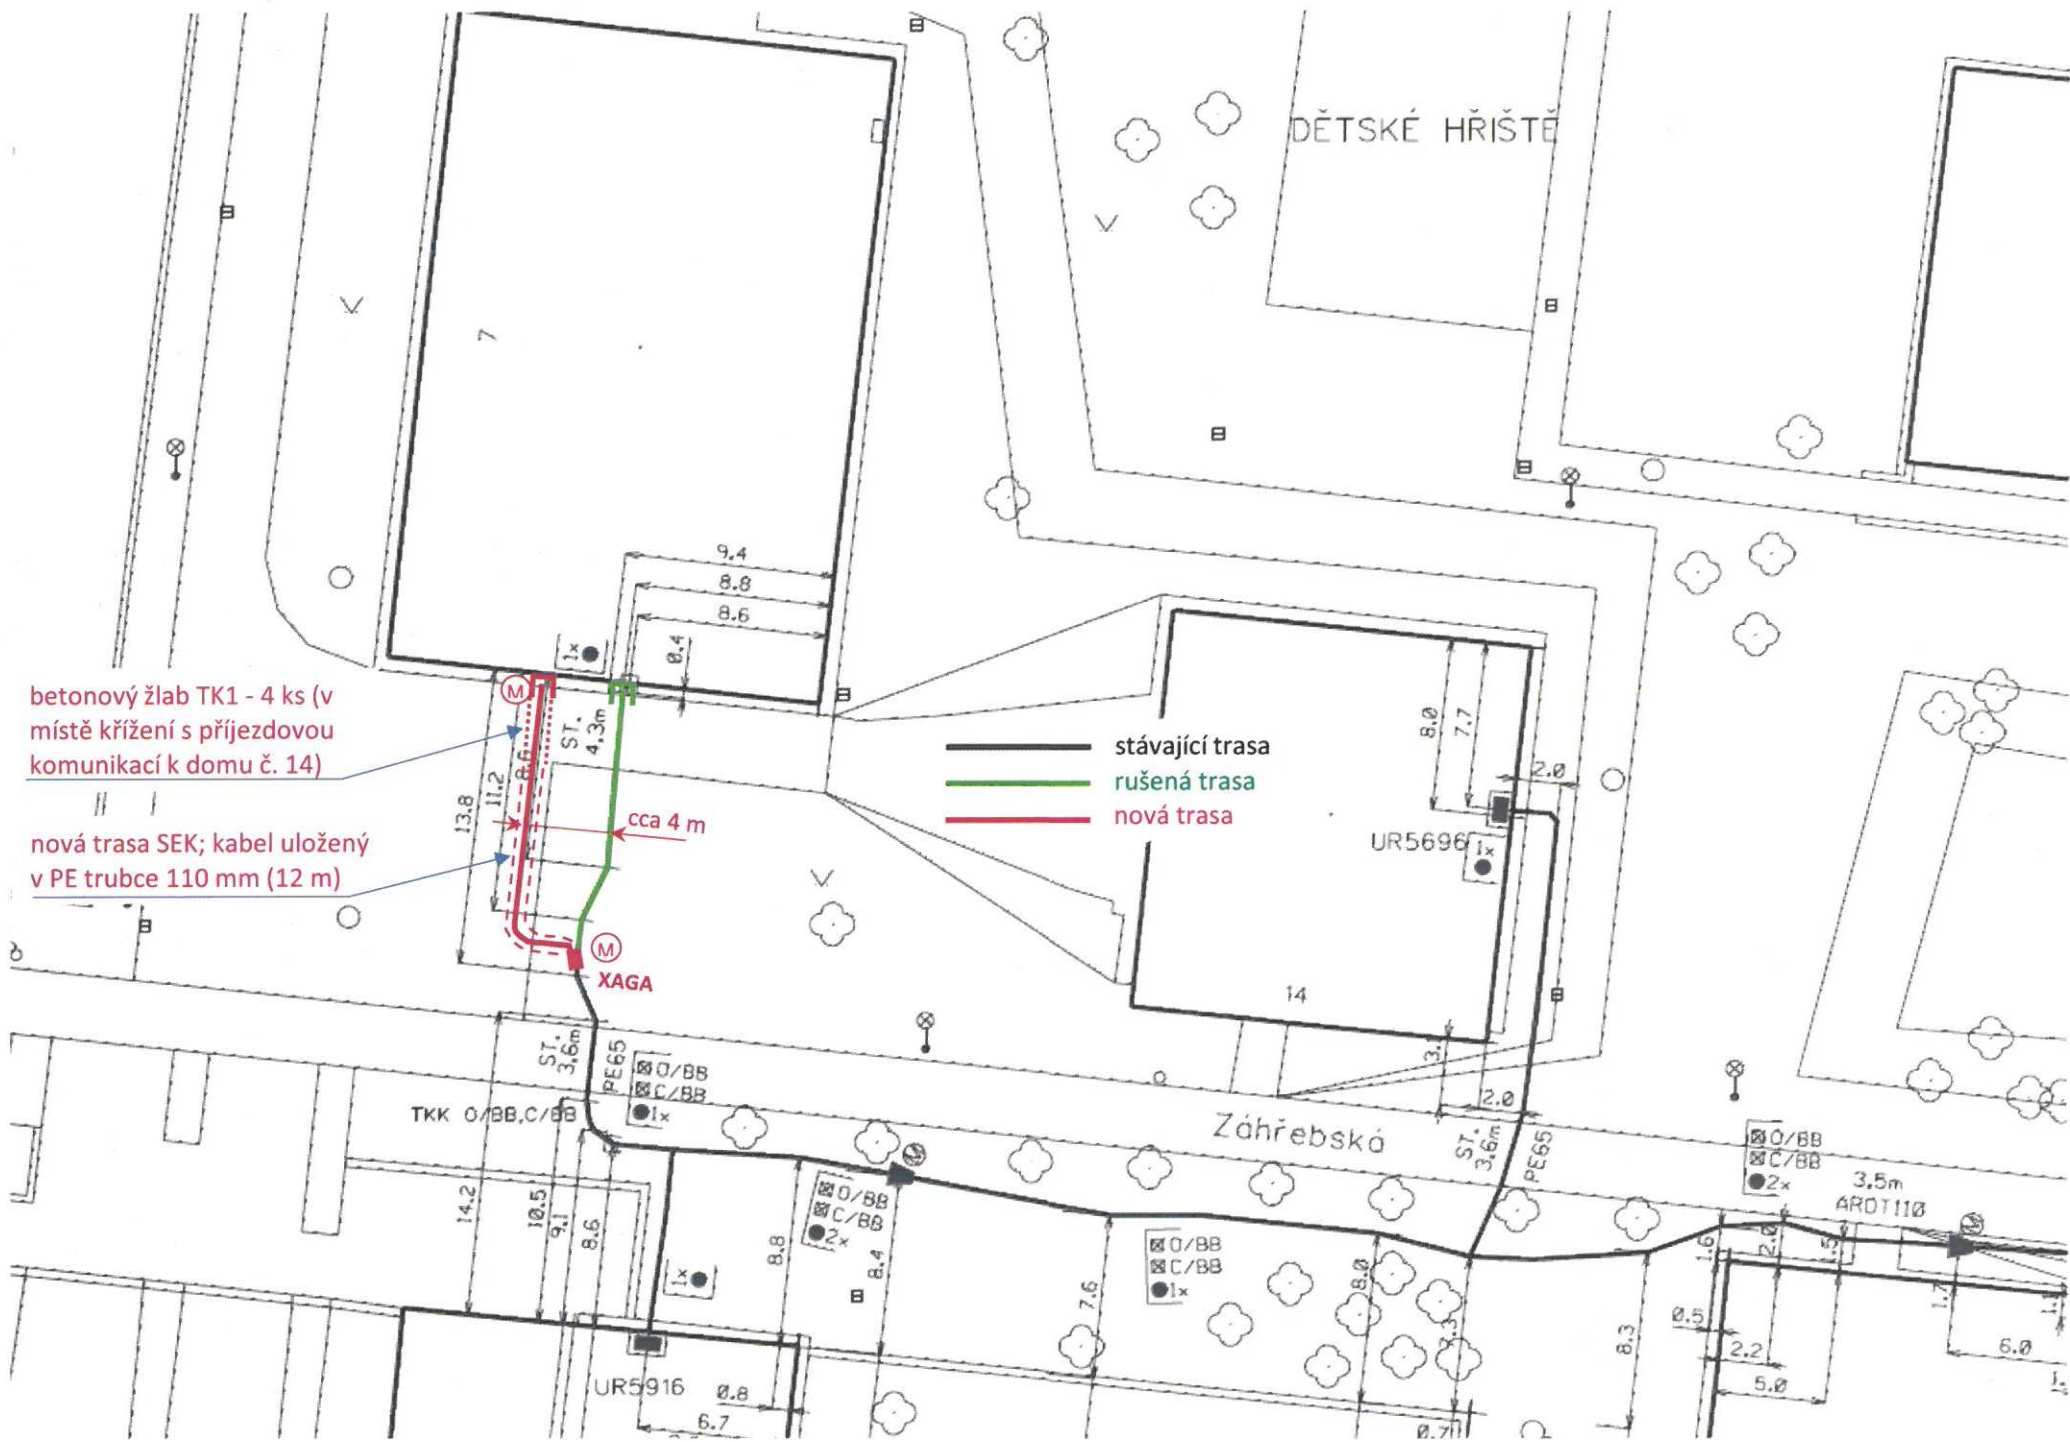 DĚTSKÉ HŘIŠTĚ
7
9.4
8.8
8.6
0.4
1x
M
betonový žlab TK1 - 4 ks (v
místě křížení s příjezdovou
komunikací k domu č. 14)
ST.
4.3m
8.6
11.2
13.8
cca 4 m
nová trasa SEK; kabel uložený
v PE trubce 110 mm (12 m)
M
XAGA
stávající trasa
rušená trasa
nová trasa
8.0
7.7
2.0
UR5696
1x
14
2.0
ST.
3.6m
PE65
Záhřebská
ST.
3.6m
PE65
O/BB
C/BB
1x
TKK O/BB,C/BB
14.2
10.5
9.1
8.6
1x
8.8
O/BB
C/BB
2x
8.4
M
7.6
O/BB
C/BB
1x
8.0
7.3
8.3
O/BB
C/BB
2x
3.5m
AROT110
M
1.6
2.0
1.5
1.7
0.5
2.2
5.0
6.0
UR5916
0.8
6.7
0.7